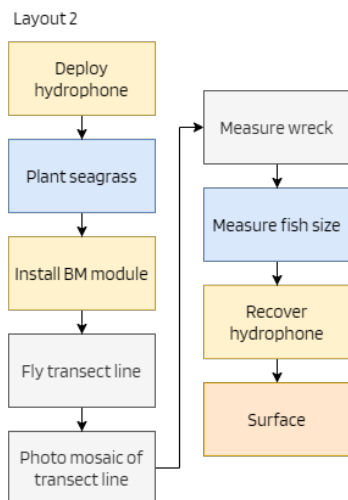 Layout 2
Deploy
hydrophone
Plant seagrass
Install BM module
Fly transect line
Photo mosaic of
transect line
Measure wreck
Measure fish size
Recover
hydrophone
Surface